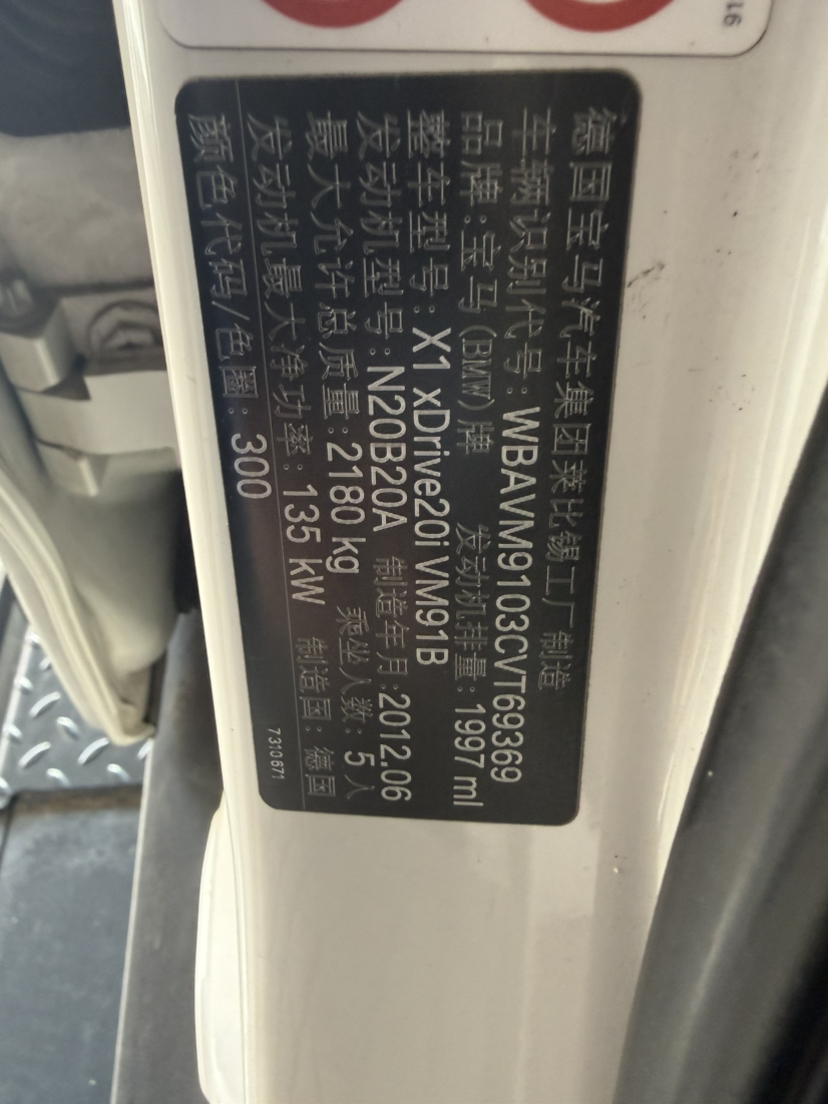 德国宝马汽车集团莱比锡工厂制造
车辆识别代号: WBAVM9103CVT69369
品牌: 宝马(BMW)牌 发动机排量: 1997 ml
整车型号: X1 xDrive20i VM91B
发动机型号: N20B20A 制造年月: 2012.06
最大允许总质量: 2180 kg 乘坐人数: 5 人
发动机最大净功率: 135 kW 制造国: 德国
颜色代码/色圈: 300
7310671